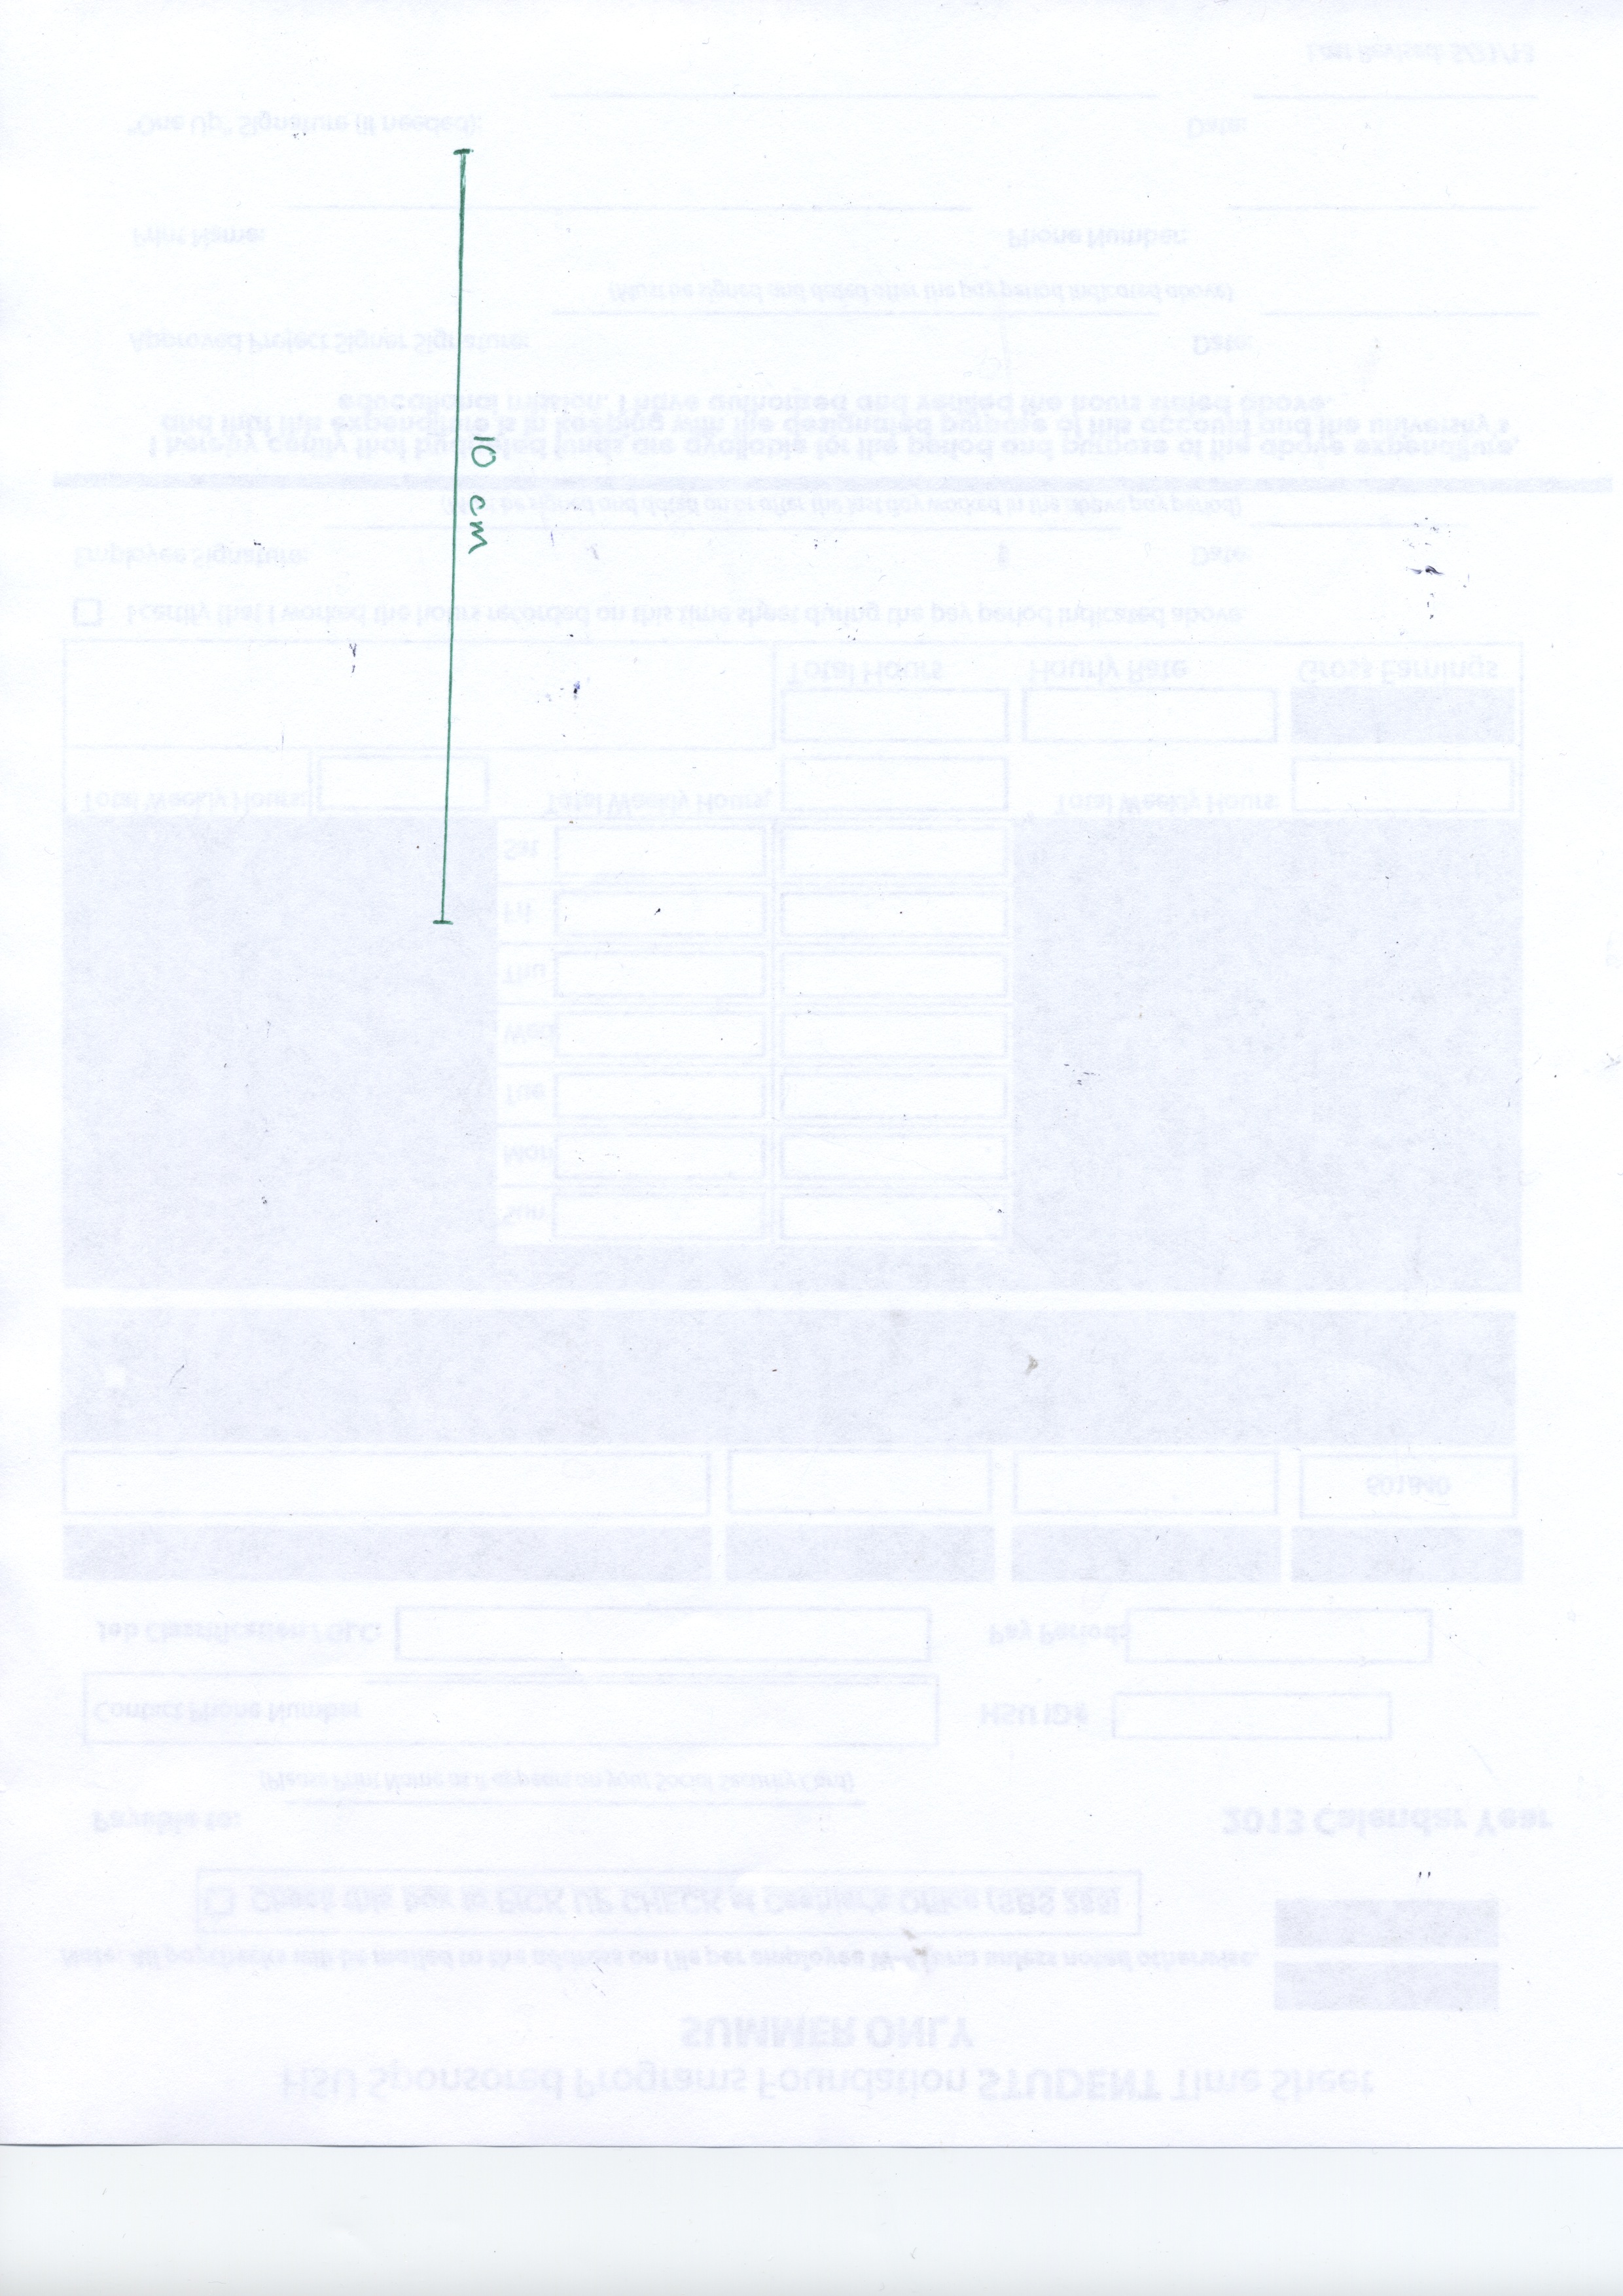 10 cm
Last Revised: 5/21/13
"One Up" Signature (if needed):
Date:
Print Name:
Phone Number:
(Must be signed and dated after the pay period indicated above)
Approved Project Signer Signature:
Date:
educational mission. I have authorized and verified the hours stated above.
and that this expenditure is in keeping with the designated purpose of this account and the university's
I hereby certify that budgeted funds are available for the period and purpose of the above expenditure,
(Must be signed and dated on or after the last day worked in the above pay period)
Employee Signature:
Date:
I certify that I worked the hours recorded on this time sheet during the pay period indicated above.
Total Hours
Hourly Rate
Gross Earnings
Total Weekly Hours:
Total Weekly Hours:
Total Weekly Hours:
Sat
Fri
Thu
Wed
Tue
Mon
Sun
Job Classification/
Pay Period:
Contact Phone Number
HSU ID#
(Please Print Name as it appears on your Social Security Card)
Payable to:
2013 Calendar Year
Check this box to PICK UP CHECK at Cashier's Office (SBS 285)
Note: All paychecks will be mailed to the address on file per employee W-4 form unless noted otherwise.
SUMMER ONLY
HSU Sponsored Programs Foundation STUDENT Time Sheet